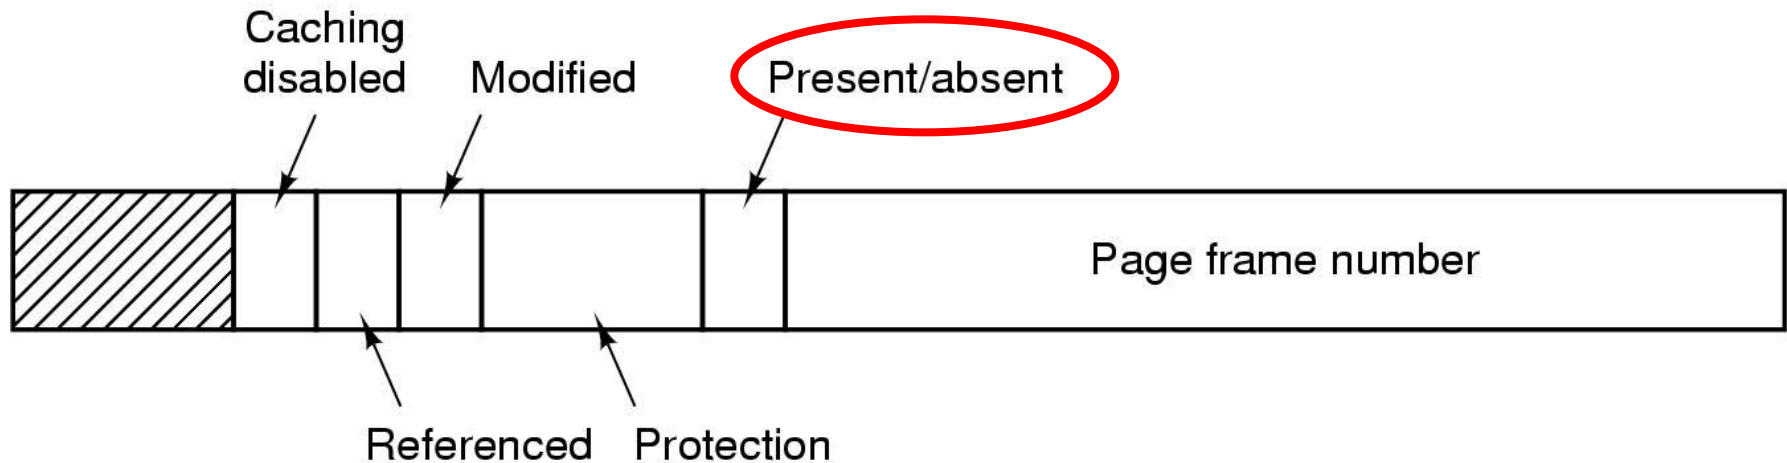 Caching
disabled
Modified
Present/absent
Page frame number
Referenced
Protection